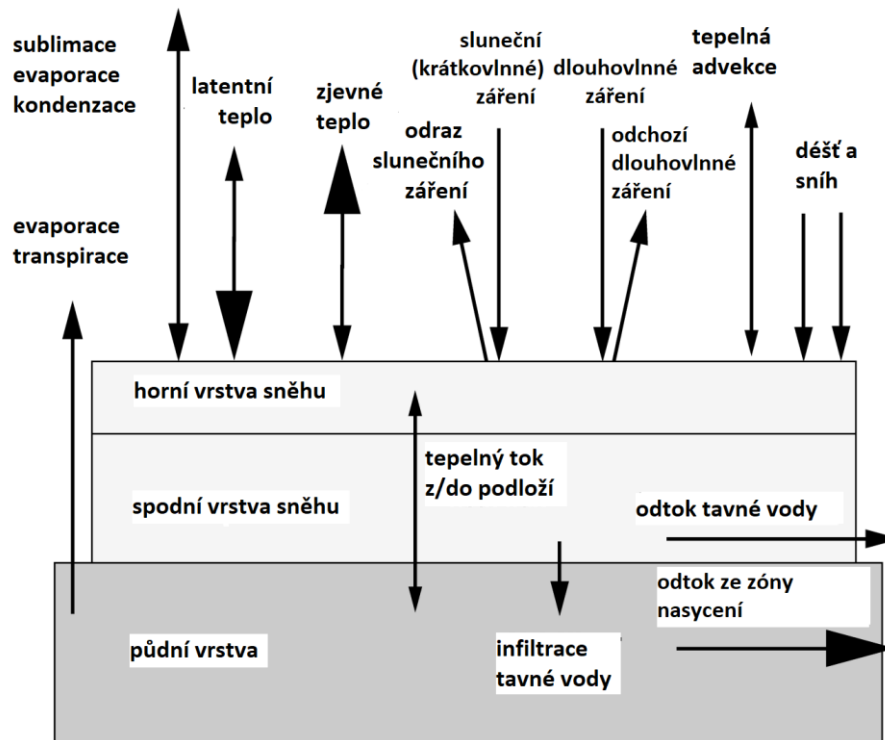 sublimace
evaporace
kondenzace
latentní
teplo
zjevné
teplo
odraz
slunečního
záření
sluneční
(krátkovlnné)
záření
dlouhovlnné
záření
odchozí
dlouhovlnné
záření
tepelná
advekce
déšť a
sníh
evaporace
transpirace
horní vrstva sněhu
tepelný tok
z/do podloží
spodní vrstva sněhu
odtok tavné vody
odtok ze zóny
nasycení
půdní vrstva
infiltrace
tavné vody